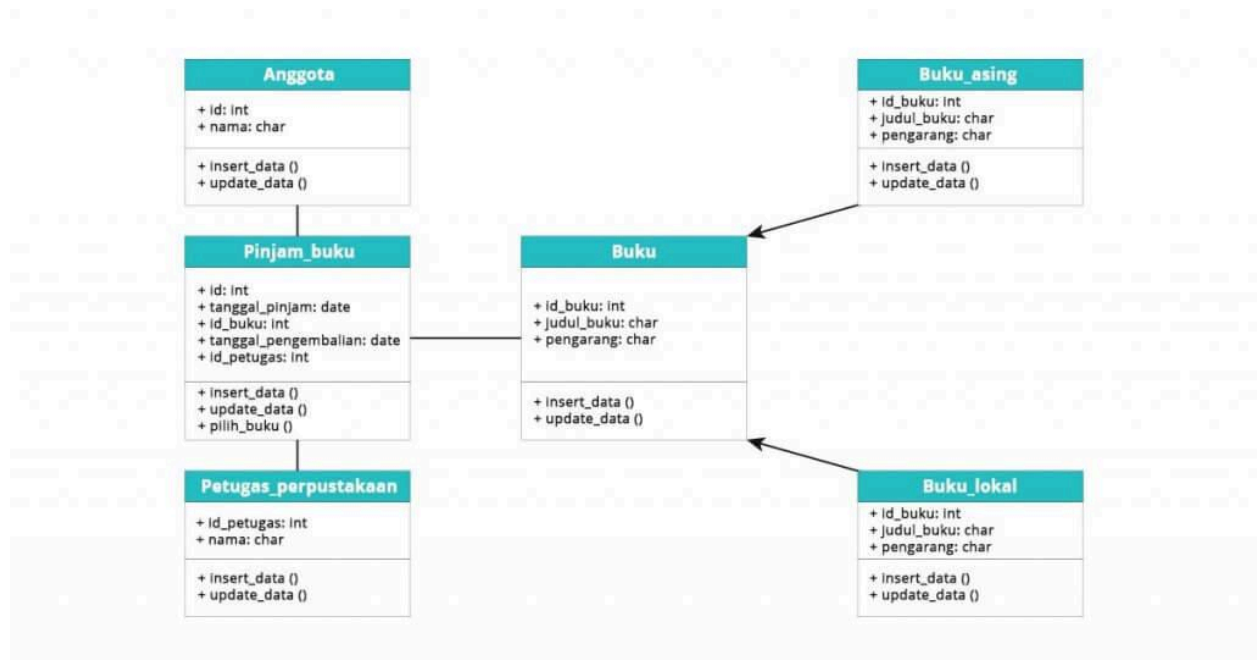 Anggota
+ id: int
+ nama: char
+ insert_data ()
+ update_data ()
Pinjam_buku
+ id: int
+ tanggal_pinjam: date
+ id_buku: int
+ tanggal_pengembalian: date
+ id_petugas: int
+ insert_data ()
+ update_data ()
+ pilih_buku ()
Petugas_perpustakaan
+ id_petugas: int
+ nama: char
+ insert_data ()
+ update_data ()
Buku
+ id_buku: int
+ judul_buku: char
+ pengarang: char
+ insert_data ()
+ update_data ()
Buku_asing
+ id_buku: int
+ judul_buku: char
+ pengarang: char
+ insert_data ()
+ update_data ()
Buku_lokal
+ id_buku: int
+ judul_buku: char
+ pengarang: char
+ insert_data ()
+ update_data ()